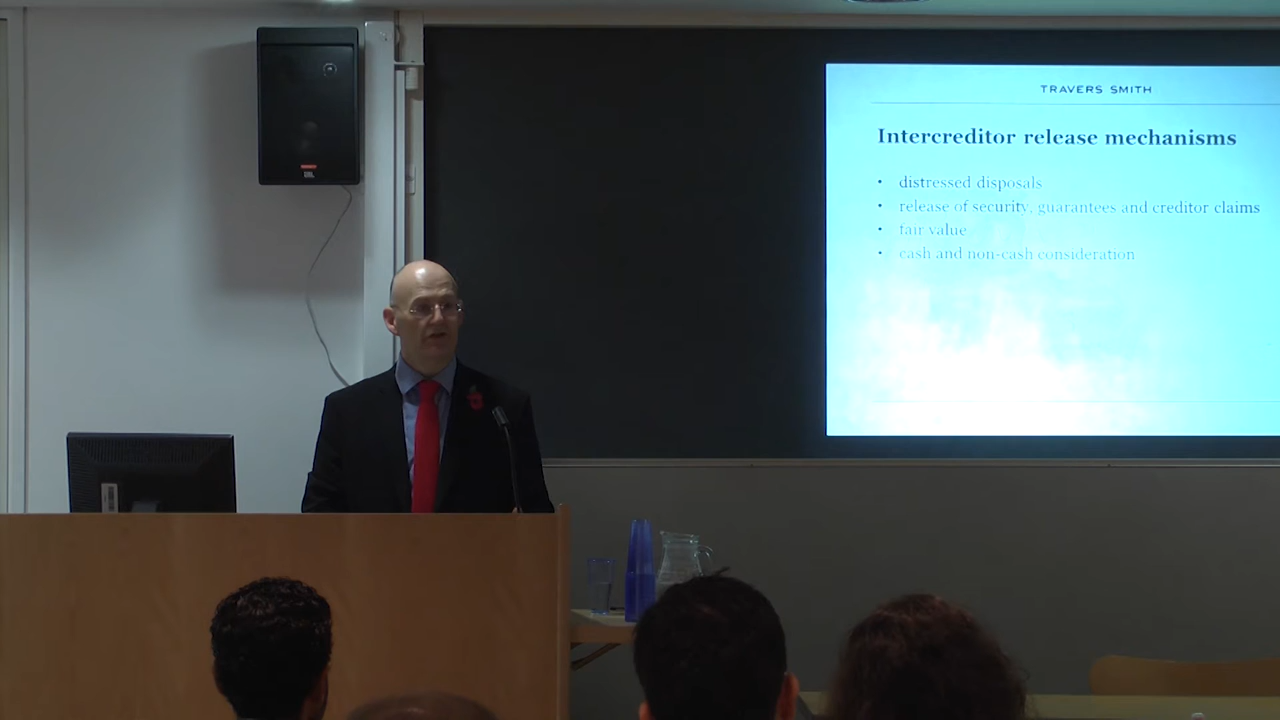 TRAVERS SMITH
Intercreditor release mechanisms
• distressed disposals
• release of security, guarantees and creditor claims
• fair value
• cash and non-cash consideration